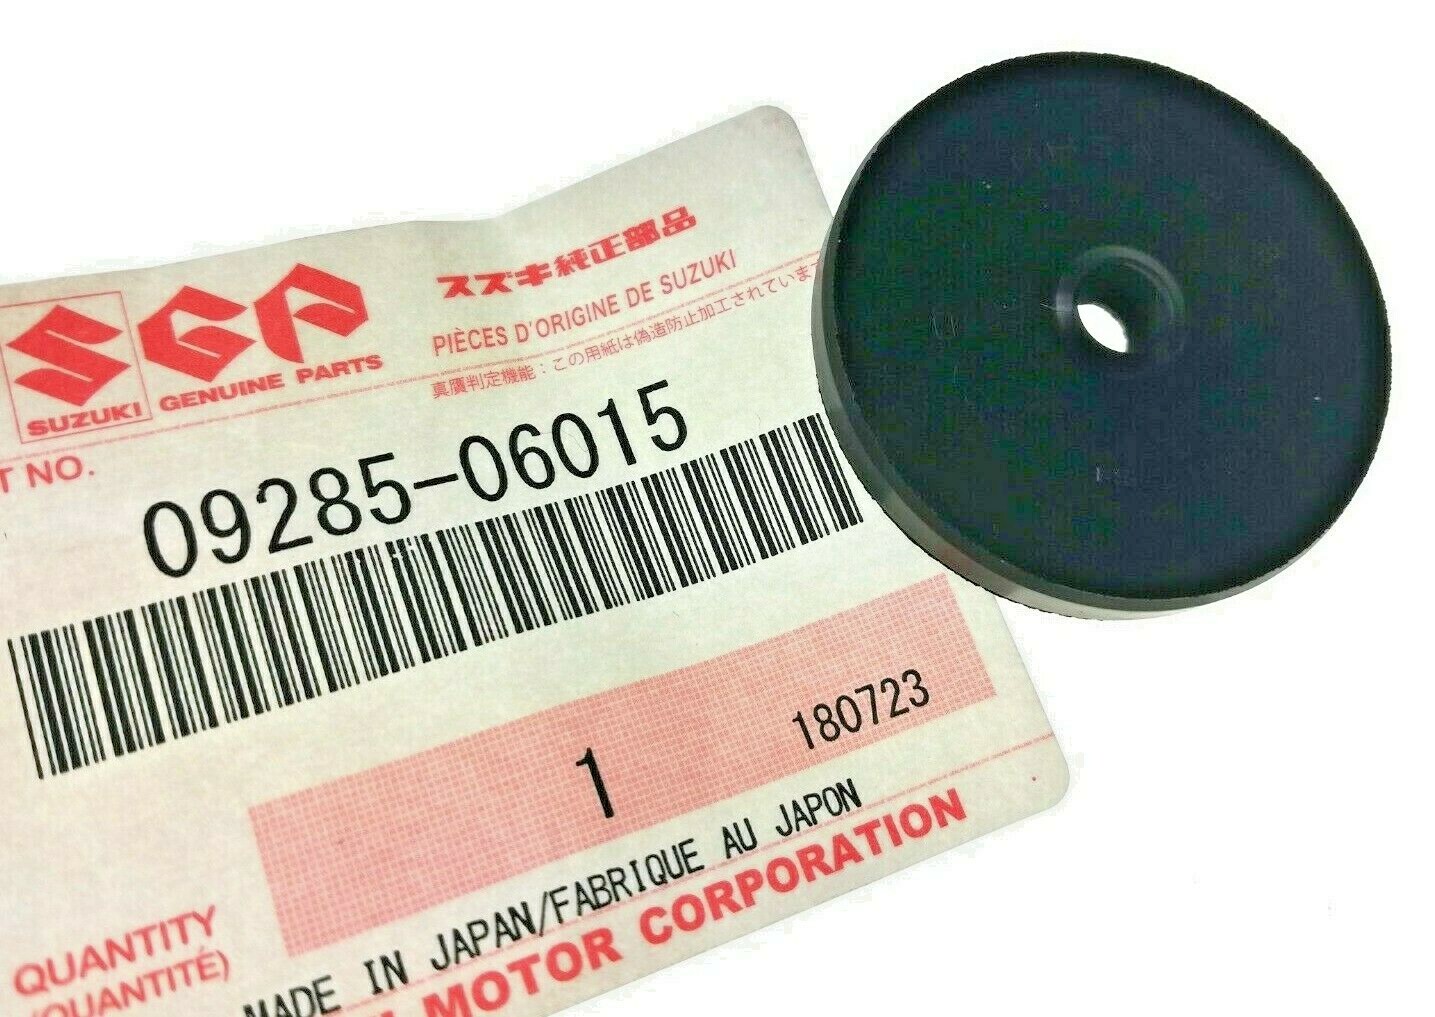 SUZUKI
SGP
GENUINE PARTS
スズキ純正部品
PIÈCES D'ORIGINE DE SUZUKI
真贋判定機能：この用紙は偽造防止加工されていま
T NO.
09285-06015
1
180723
QUANTITY
(QUANTITÉ)
MADE IN JAPAN/FABRIQUE AU JAPON
MOTOR CORPORATION